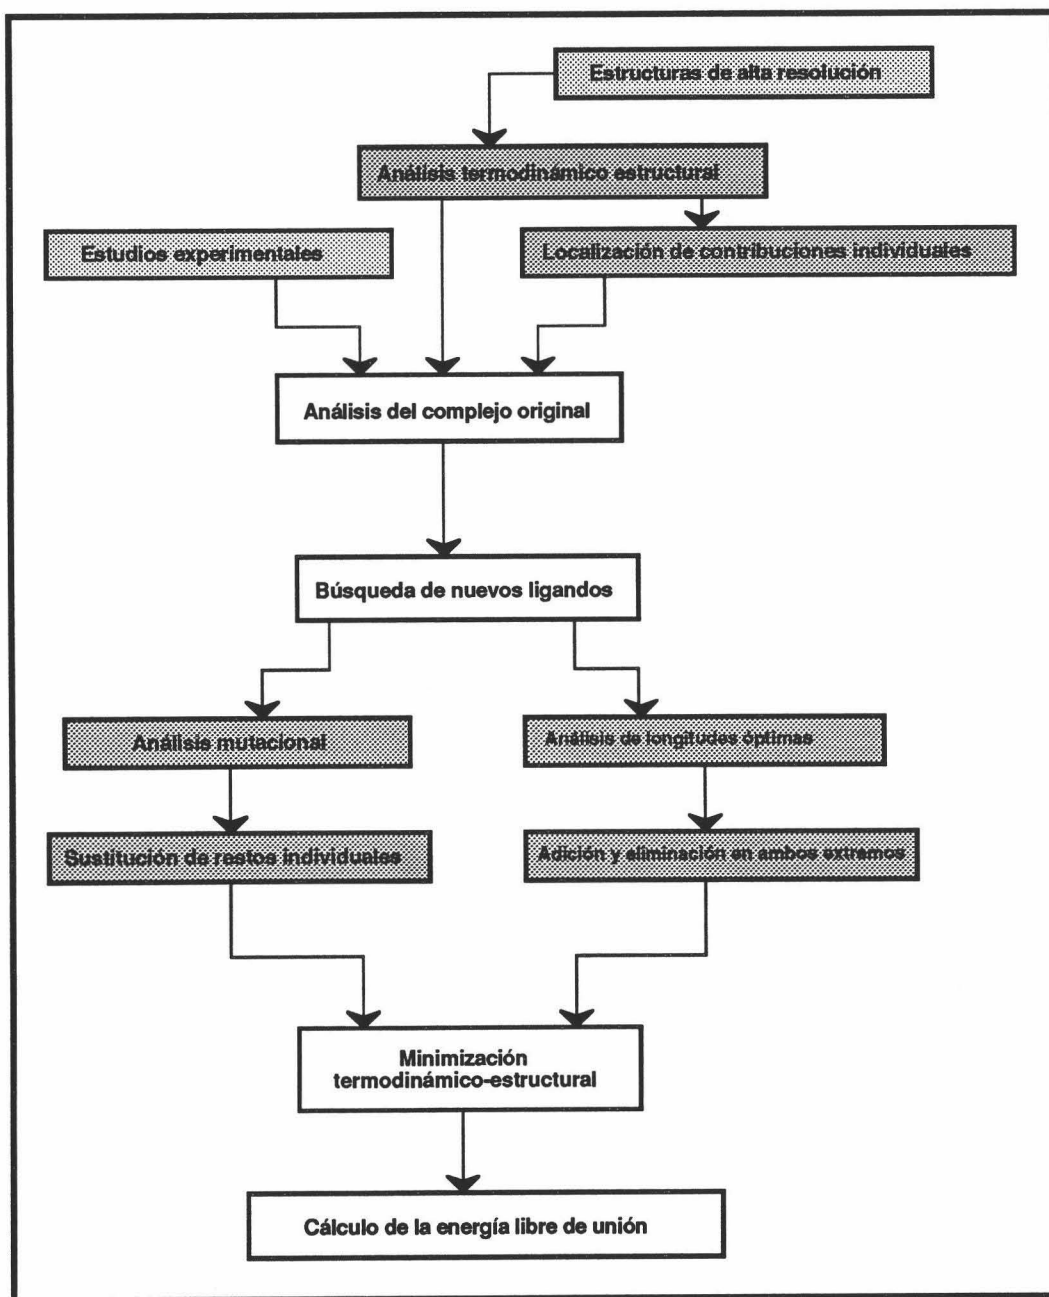 Estructuras de alta resolución
Análisis termodinámico estructural
Estudios experimentales
Localización de contribuciones individuales
Análisis del complejo original
Búsqueda de nuevos ligandos
Análisis mutacional
Análisis de longitudes óptimas
Sustitución de restos individuales
Adición y eliminación en ambos extremos
Minimización
termodinámico-estructural
Cálculo de la energía libre de unión